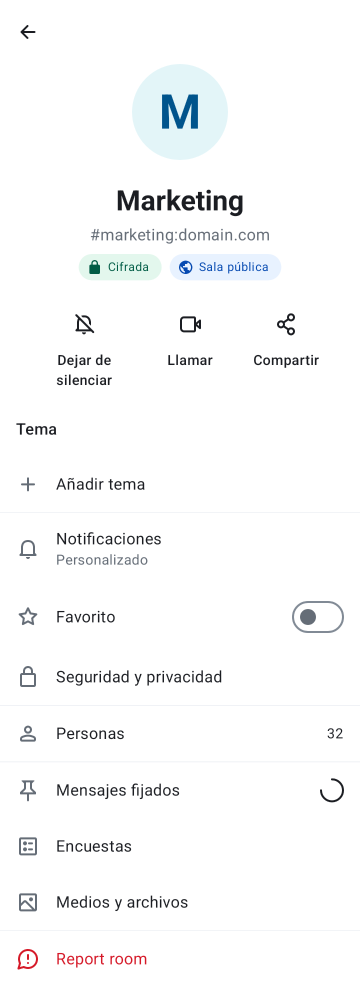 M
Marketing
#marketing:domain.com
Cifrada
Sala pública
Dejar de
silenciar
Llamar
Compartir
Tema
Añadir tema
Notificaciones
Personalizado
Favorito
Seguridad y privacidad
Personas 32
Mensajes fijados
Encuestas
Medios y archivos
Report room